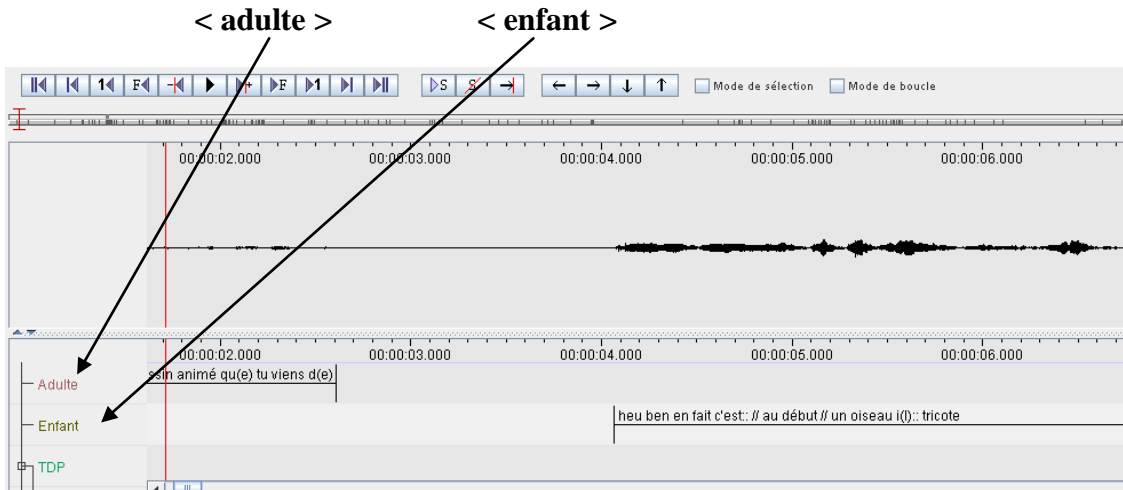 < adulte > < enfant >
1 F -  + F 1 S S Mode de sélection Mode de boucle
00:00:02.000 00:00:03.000 00:00:04.000 00:00:05.000 00:00:06.000
00:00:02.000 00:00:03.000 00:00:04.000 00:00:05.000 00:00:06.000
Adulte ssin animé qu(e) tu viens d(e)
Enfant heu ben en fait c'est:: // au début // un oiseau i(l):: tricote
TDP